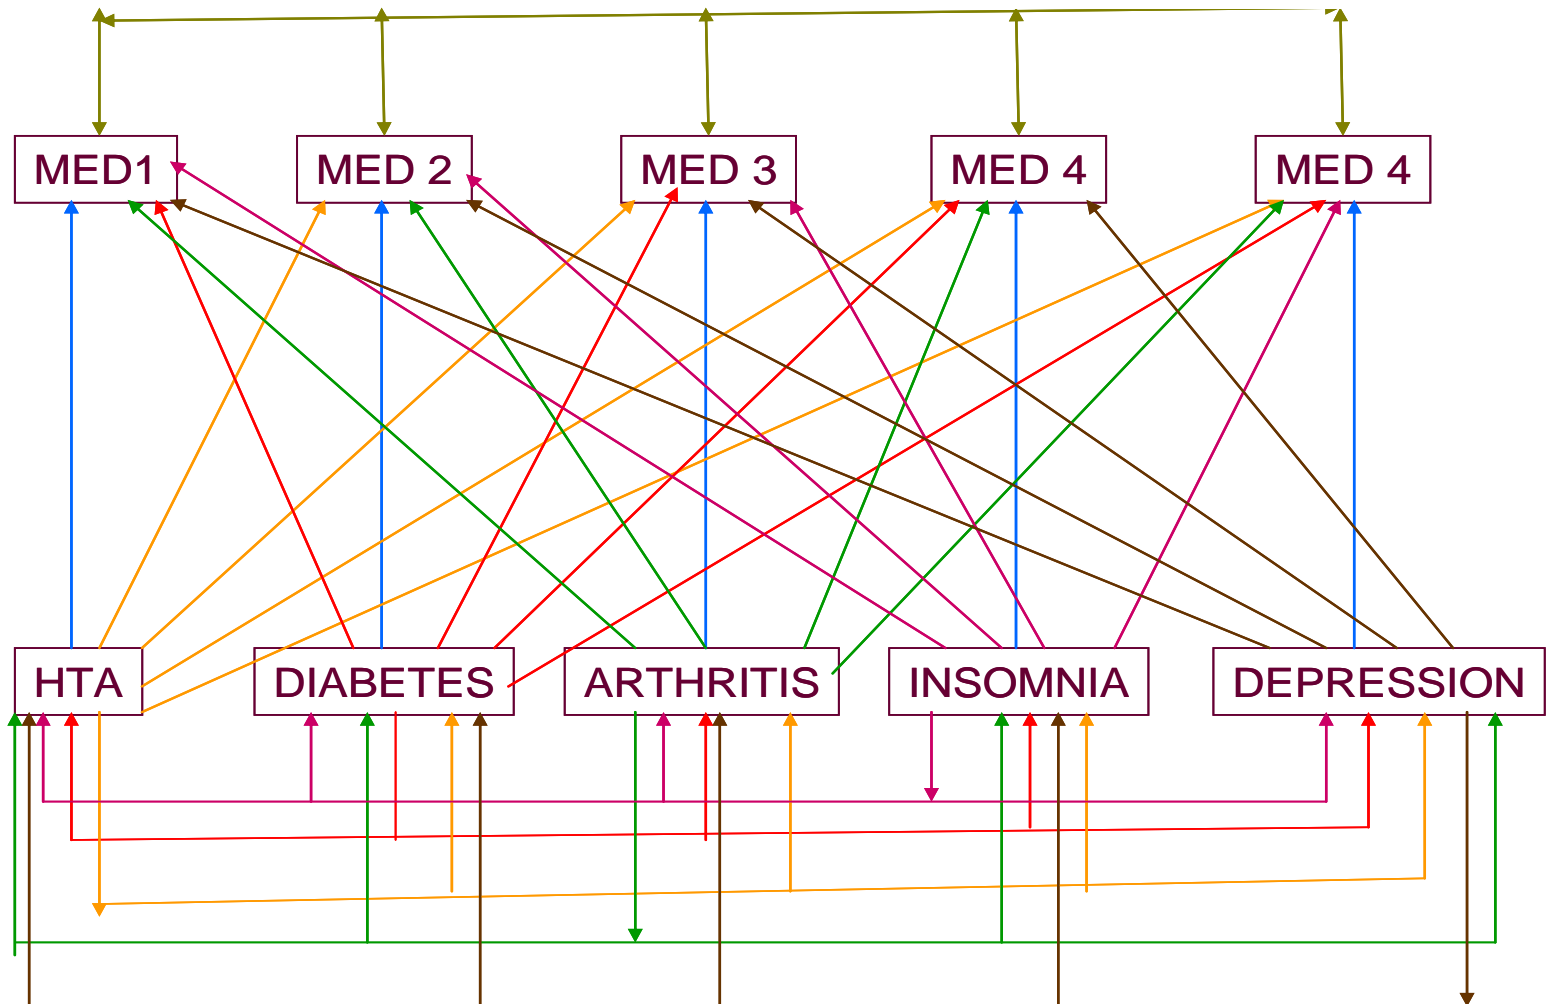 MED1
MED 2
MED 3
MED 4
MED 4
HTA
DIABETES
ARTHRITIS
INSOMNIA
DEPRESSION